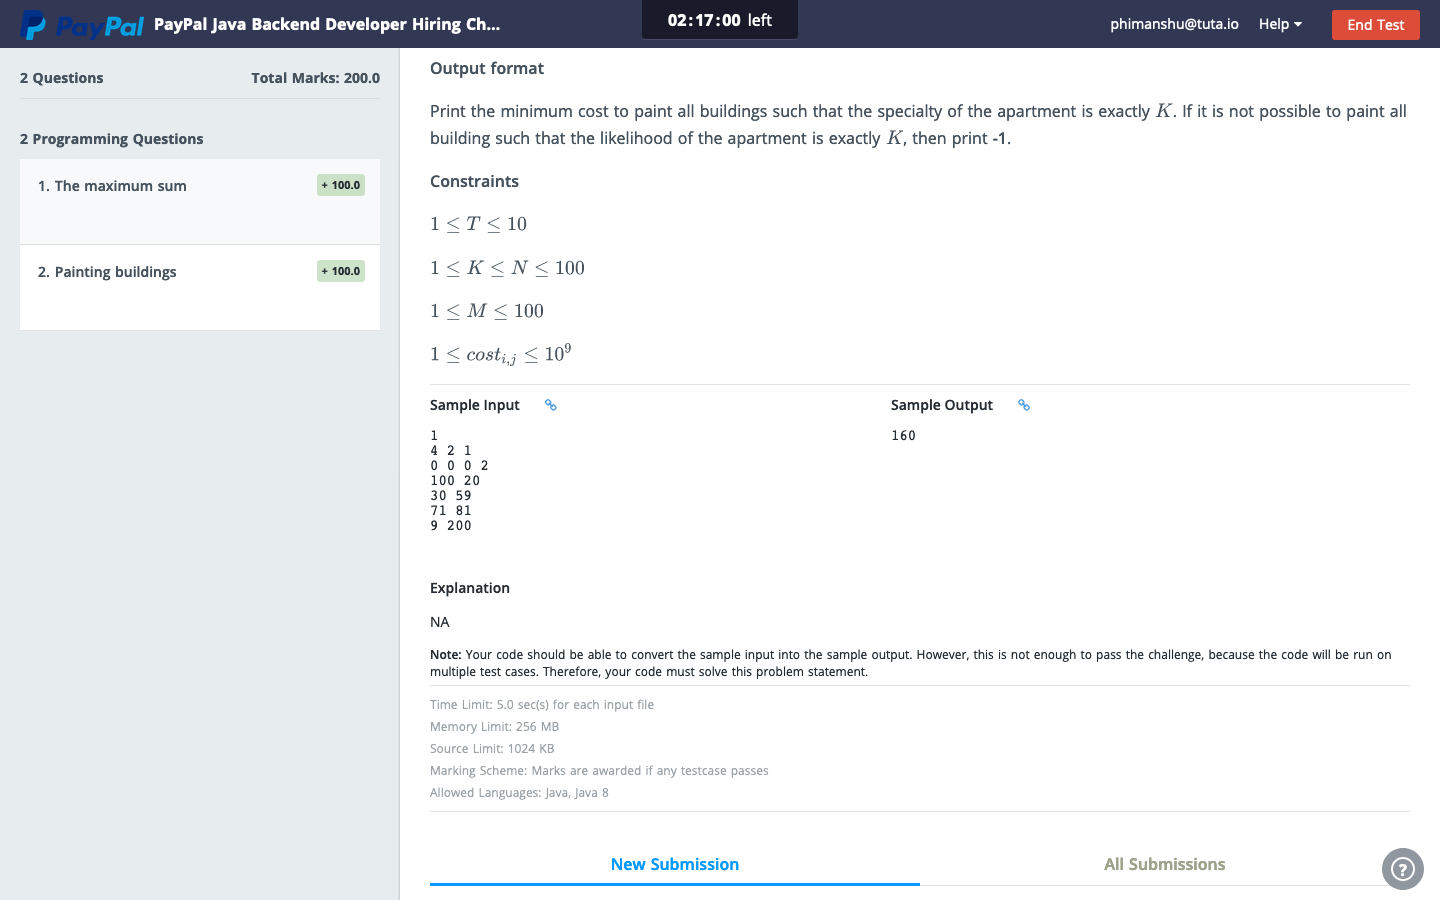 PayPal PayPal Java Backend Developer Hiring Ch...
02:17:00 left
phimanshu@tuta.io Help End Test
2 Questions Total Marks: 200.0
2 Programming Questions
1. The maximum sum + 100.0
2. Painting buildings + 100.0
Output format
Print the minimum cost to paint all buildings such that the specialty of the apartment is exactly K. If it is not possible to paint all
building such that the likelihood of the apartment is exactly K, then print -1.
Constraints
1 ≤ T ≤ 10
1 ≤ K ≤ N ≤ 100
1 ≤ M ≤ 100
1 ≤ cost_{i,j} ≤ 10^9
Sample Input
1
4 2 1
0 0 0 2
100 20
30 59
71 81
9 200
Sample Output
160
Explanation
NA
Note: Your code should be able to convert the sample input into the sample output. However, this is not enough to pass the challenge, because the code will be run on
multiple test cases. Therefore, your code must solve this problem statement.
Time Limit: 5.0 sec(s) for each input file
Memory Limit: 256 MB
Source Limit: 1024 KB
Marking Scheme: Marks are awarded if any testcase passes
Allowed Languages: Java, Java 8
New Submission All Submissions
?